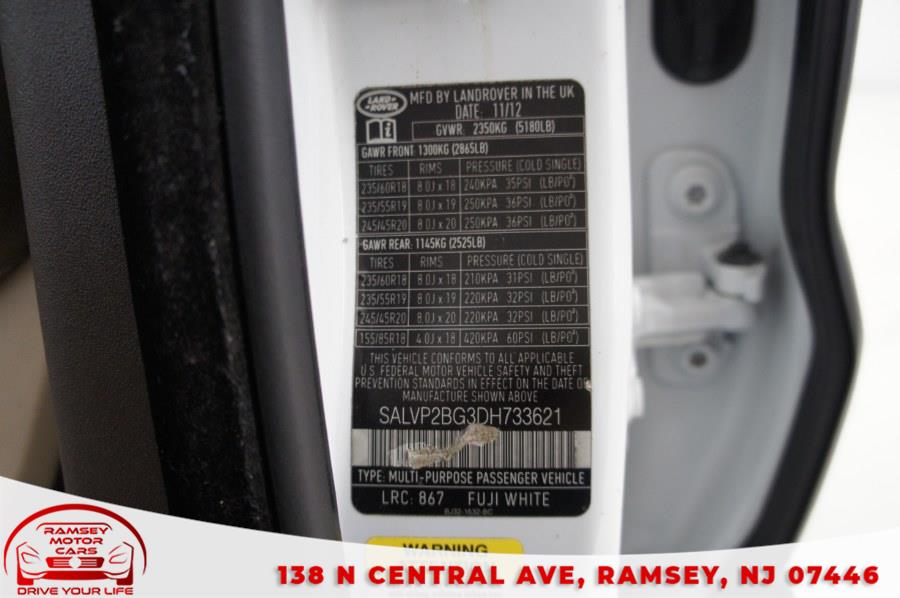 LAND
ROVER
MFD BY LANDROVER IN THE UK
DATE: 11/12
GVWR: 2350KG (5180LB)
GAWR FRONT: 1300KG (2865LB)
TIRES RIMS PRESSURE (COLD SINGLE)
235/60R18 8.0J x 18 240KPA 35PSI (LB/PO²)
235/55R19 8.0J x 19 250KPA 36PSI (LB/PO²)
245/45R20 8.0J x 20 250KPA 36PSI (LB/PO²)
GAWR REAR: 1145KG (2525LB)
TIRES RIMS PRESSURE (COLD SINGLE)
235/60R18 8.0J x 18 210KPA 31PSI (LB/PO²)
235/55R19 8.0J x 19 220KPA 32PSI (LB/PO²)
245/45R20 8.0J x 20 220KPA 32PSI (LB/PO²)
155/85R18 4.0J x 18 420KPA 60PSI (LB/PO²)
THIS VEHICLE CONFORMS TO ALL APPLICABLE
U.S. FEDERAL MOTOR VEHICLE SAFETY AND THEFT
PREVENTION STANDARDS IN EFFECT ON THE DATE OF
MANUFACTURE SHOWN ABOVE
SALVP2BG3DH733621
TYPE: MULTI-PURPOSE PASSENGER VEHICLE
LRC: 867 FUJI WHITE
BJ32-1532-BC
WARNING
RAMSEY
MOTOR
CARS
DRIVE YOUR LIFE
138 N CENTRAL AVE, RAMSEY, NJ 07446